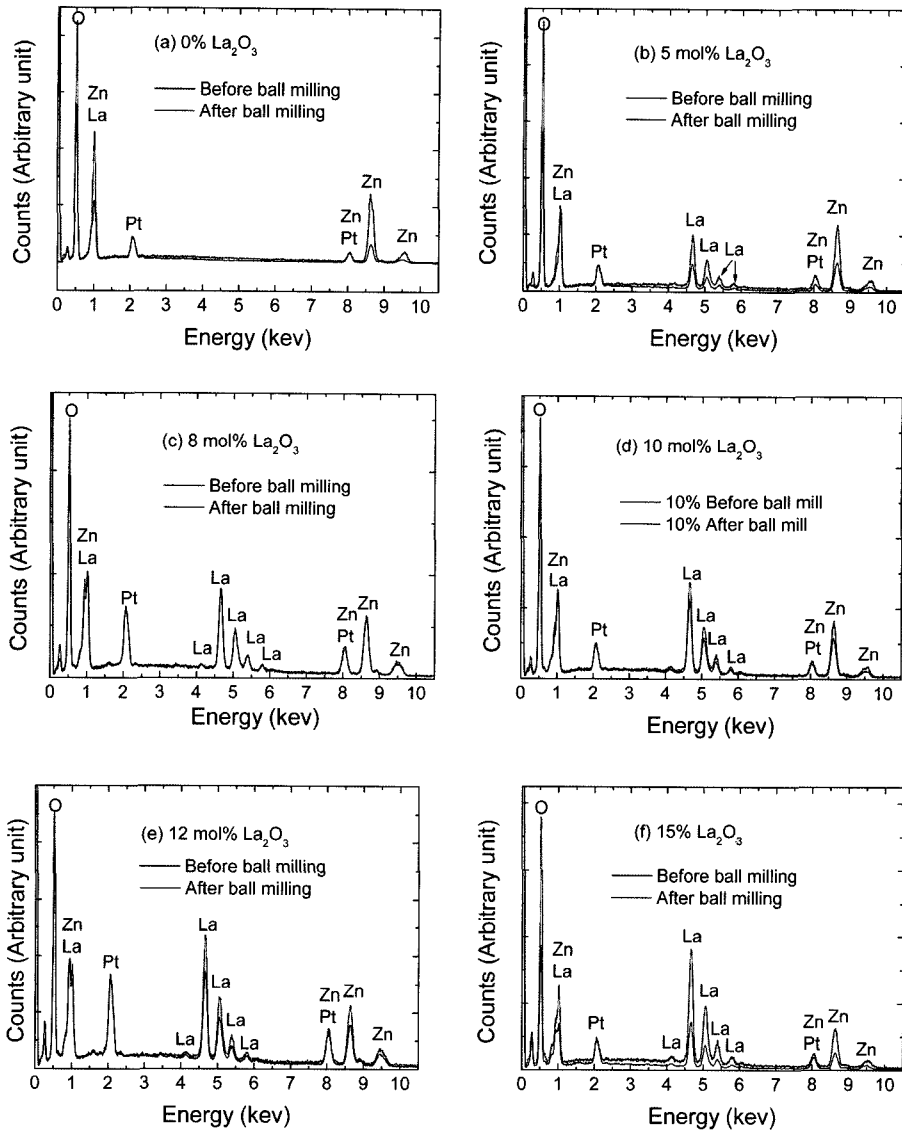 O
(a) 0% La₂O₃
Zn
La
Before ball milling
After ball milling
Pt
Zn
Pt
Zn
Zn
Counts (Arbitrary unit)
0 1 2 3 4 5 6 7 8 9 10
Energy (kev)
O
(b) 5 mol% La₂O₃
Before ball milling
After ball milling
Zn
La
Pt
La
La
La
Zn
Pt
Zn
Zn
Counts (Arbitrary unit)
0 1 2 3 4 5 6 7 8 9 10
Energy (kev)
O
(c) 8 mol% La₂O₃
Before ball milling
After ball milling
Zn
La
Pt
La
La
La
La
La
Zn
Pt
Zn
Zn
Counts (Arbitrary unit)
0 1 2 3 4 5 6 7 8 9 10
Energy (kev)
O
(d) 10 mol% La₂O₃
10% Before ball mill
10% After ball mill
Zn
La
Pt
La
La
La
La
Zn
Pt
Zn
Zn
Counts (Arbitrary unit)
0 1 2 3 4 5 6 7 8 9 10
Energy (kev)
O
(e) 12 mol% La₂O₃
Before ball milling
After ball milling
Zn
La
Pt
La
La
La
La
La
Zn
Pt
Zn
Zn
Counts (Arbitrary unit)
0 1 2 3 4 5 6 7 8 9 10
Energy (kev)
O
(f) 15% La₂O₃
Before ball milling
After ball milling
Zn
La
Pt
La
La
La
La
La
Zn
Pt
Zn
Zn
Counts (Arbitrary unit)
0 1 2 3 4 5 6 7 8 9 10
Energy (kev)